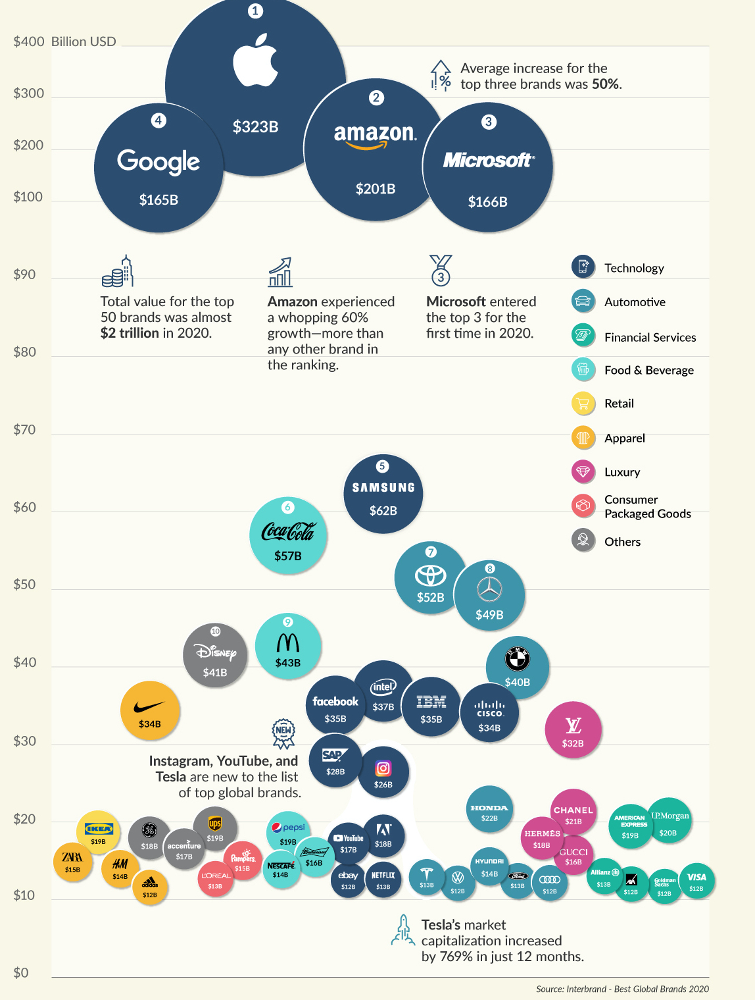 1
$400 Billion USD
Average increase for the
top three brands was 50%.
%
$300
2
4
3
$323B
amazon
$200
Google
Microsoft
$201B
$100
$165B
$166B
$90
3
Technology
Total value for the top
50 brands was almost
$2 trillion in 2020.
Amazon experienced
a whopping 60%
growth—more than
any other brand in
the ranking.
Microsoft entered
the top 3 for the
first time in 2020.
Automotive
Financial Services
$80
Food & Beverage
Retail
$70
Apparel
Luxury
5
SAMSUNG
$62B
Consumer
Packaged Goods
$60
6
Coca-Cola
$57B
Others
7
$52B
8
$49B
$50
9
$43B
10
Disney
$41B
$40
BMW
$40B
$34B
facebook
$35B
intel
$37B
IBM
$35B
CISCO
$34B
LV
$32B
NEW
$30
Instagram, YouTube, and
Tesla are new to the list
of top global brands.
SAP
$28B
$26B
HONDA
$22B
CHANEL
$21B
$20
IKEA
$19B
GE
$18B
ups
$19B
pepsi
$19B
$18B
AMERICAN
EXPRESS
$19B
J.P.Morgan
$20B
accenture
$17B
YouTube
$17B
HERMÈS
$18B
GUCCI
$16B
ZARA
$15B
H&M
$14B
Pampers
$15B
Budweiser
$16B
NESCAFÉ
$14B
HYUNDAI
$14B
adidas
$12B
L'ORÉAL
$13B
ebay
$12B
NETFLIX
$13B
$13B
$12B
Ford
$13B
$12B
Allianz
$13B
AXA
$12B
Goldman
Sachs
$12B
VISA
$12B
$10
Tesla's market
capitalization increased
by 769% in just 12 months.
$0
Source: Interbrand - Best Global Brands 2020